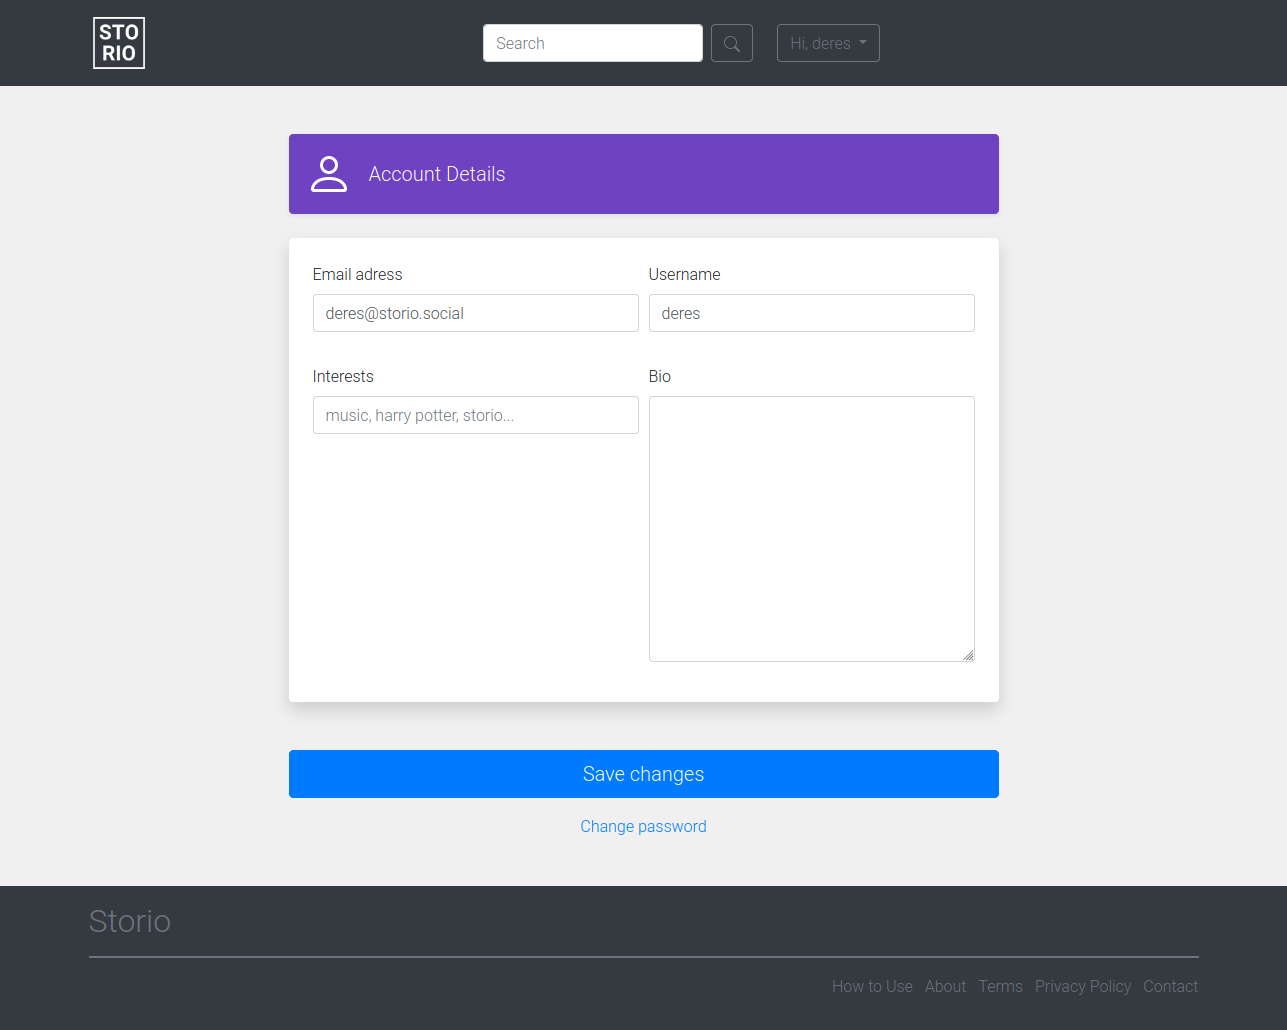 STO
RIO
Search
Hi, deres
Account Details
Email adress
Username
deres@storio.social
deres
Interests
Bio
music, harry potter, storio...
Save changes
Change password
Storio
How to Use About Terms Privacy Policy Contact